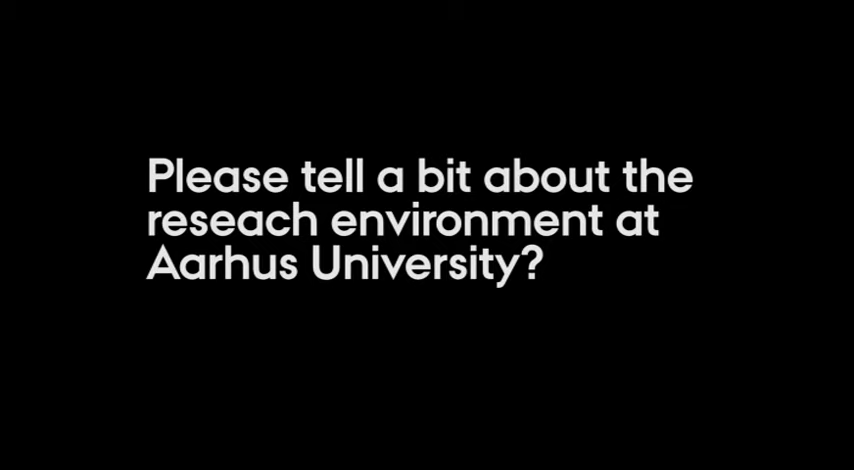 Please tell a bit about the
reseach environment at
Aarhus University?